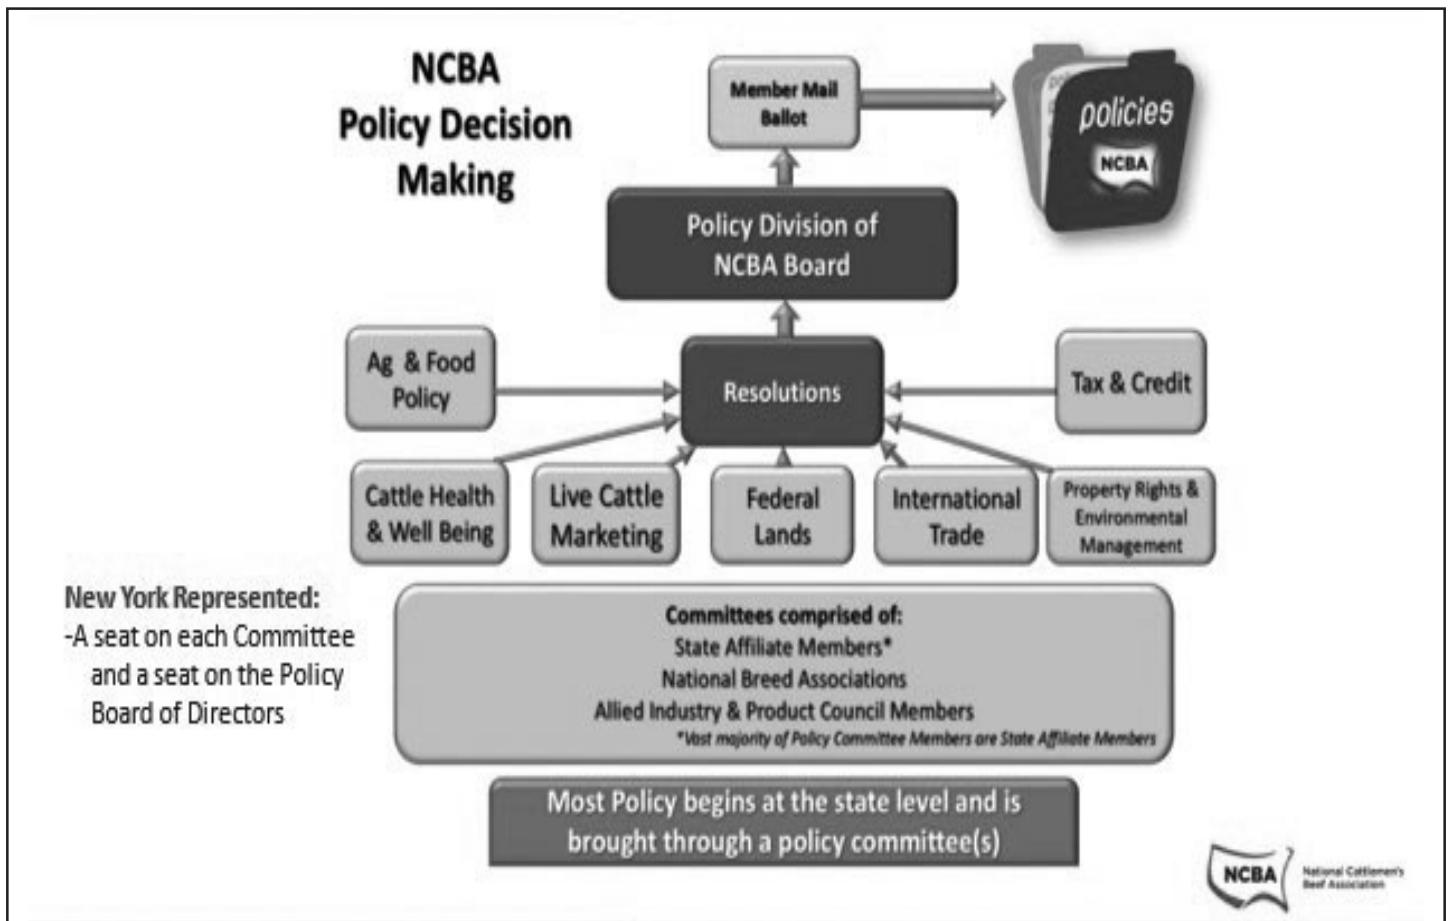 NCBA
Policy Decision
Making
Member Mail
Ballot
policies
NCBA
Policy Division of
NCBA Board
Ag & Food
Policy
Resolutions
Tax & Credit
Cattle Health
& Well Being
Live Cattle
Marketing
Federal
Lands
International
Trade
Property Rights &
Environmental
Management
New York Represented:
-A seat on each Committee
and a seat on the Policy
Board of Directors
Committees comprised of:
State Affiliate Members*
National Breed Associations
Allied Industry & Product Council Members
*Vast majority of Policy Committee Members are State Affiliate Members
Most Policy begins at the state level and is
brought through a policy committee(s)
NCBA
National Cattlemen's
Beef Association